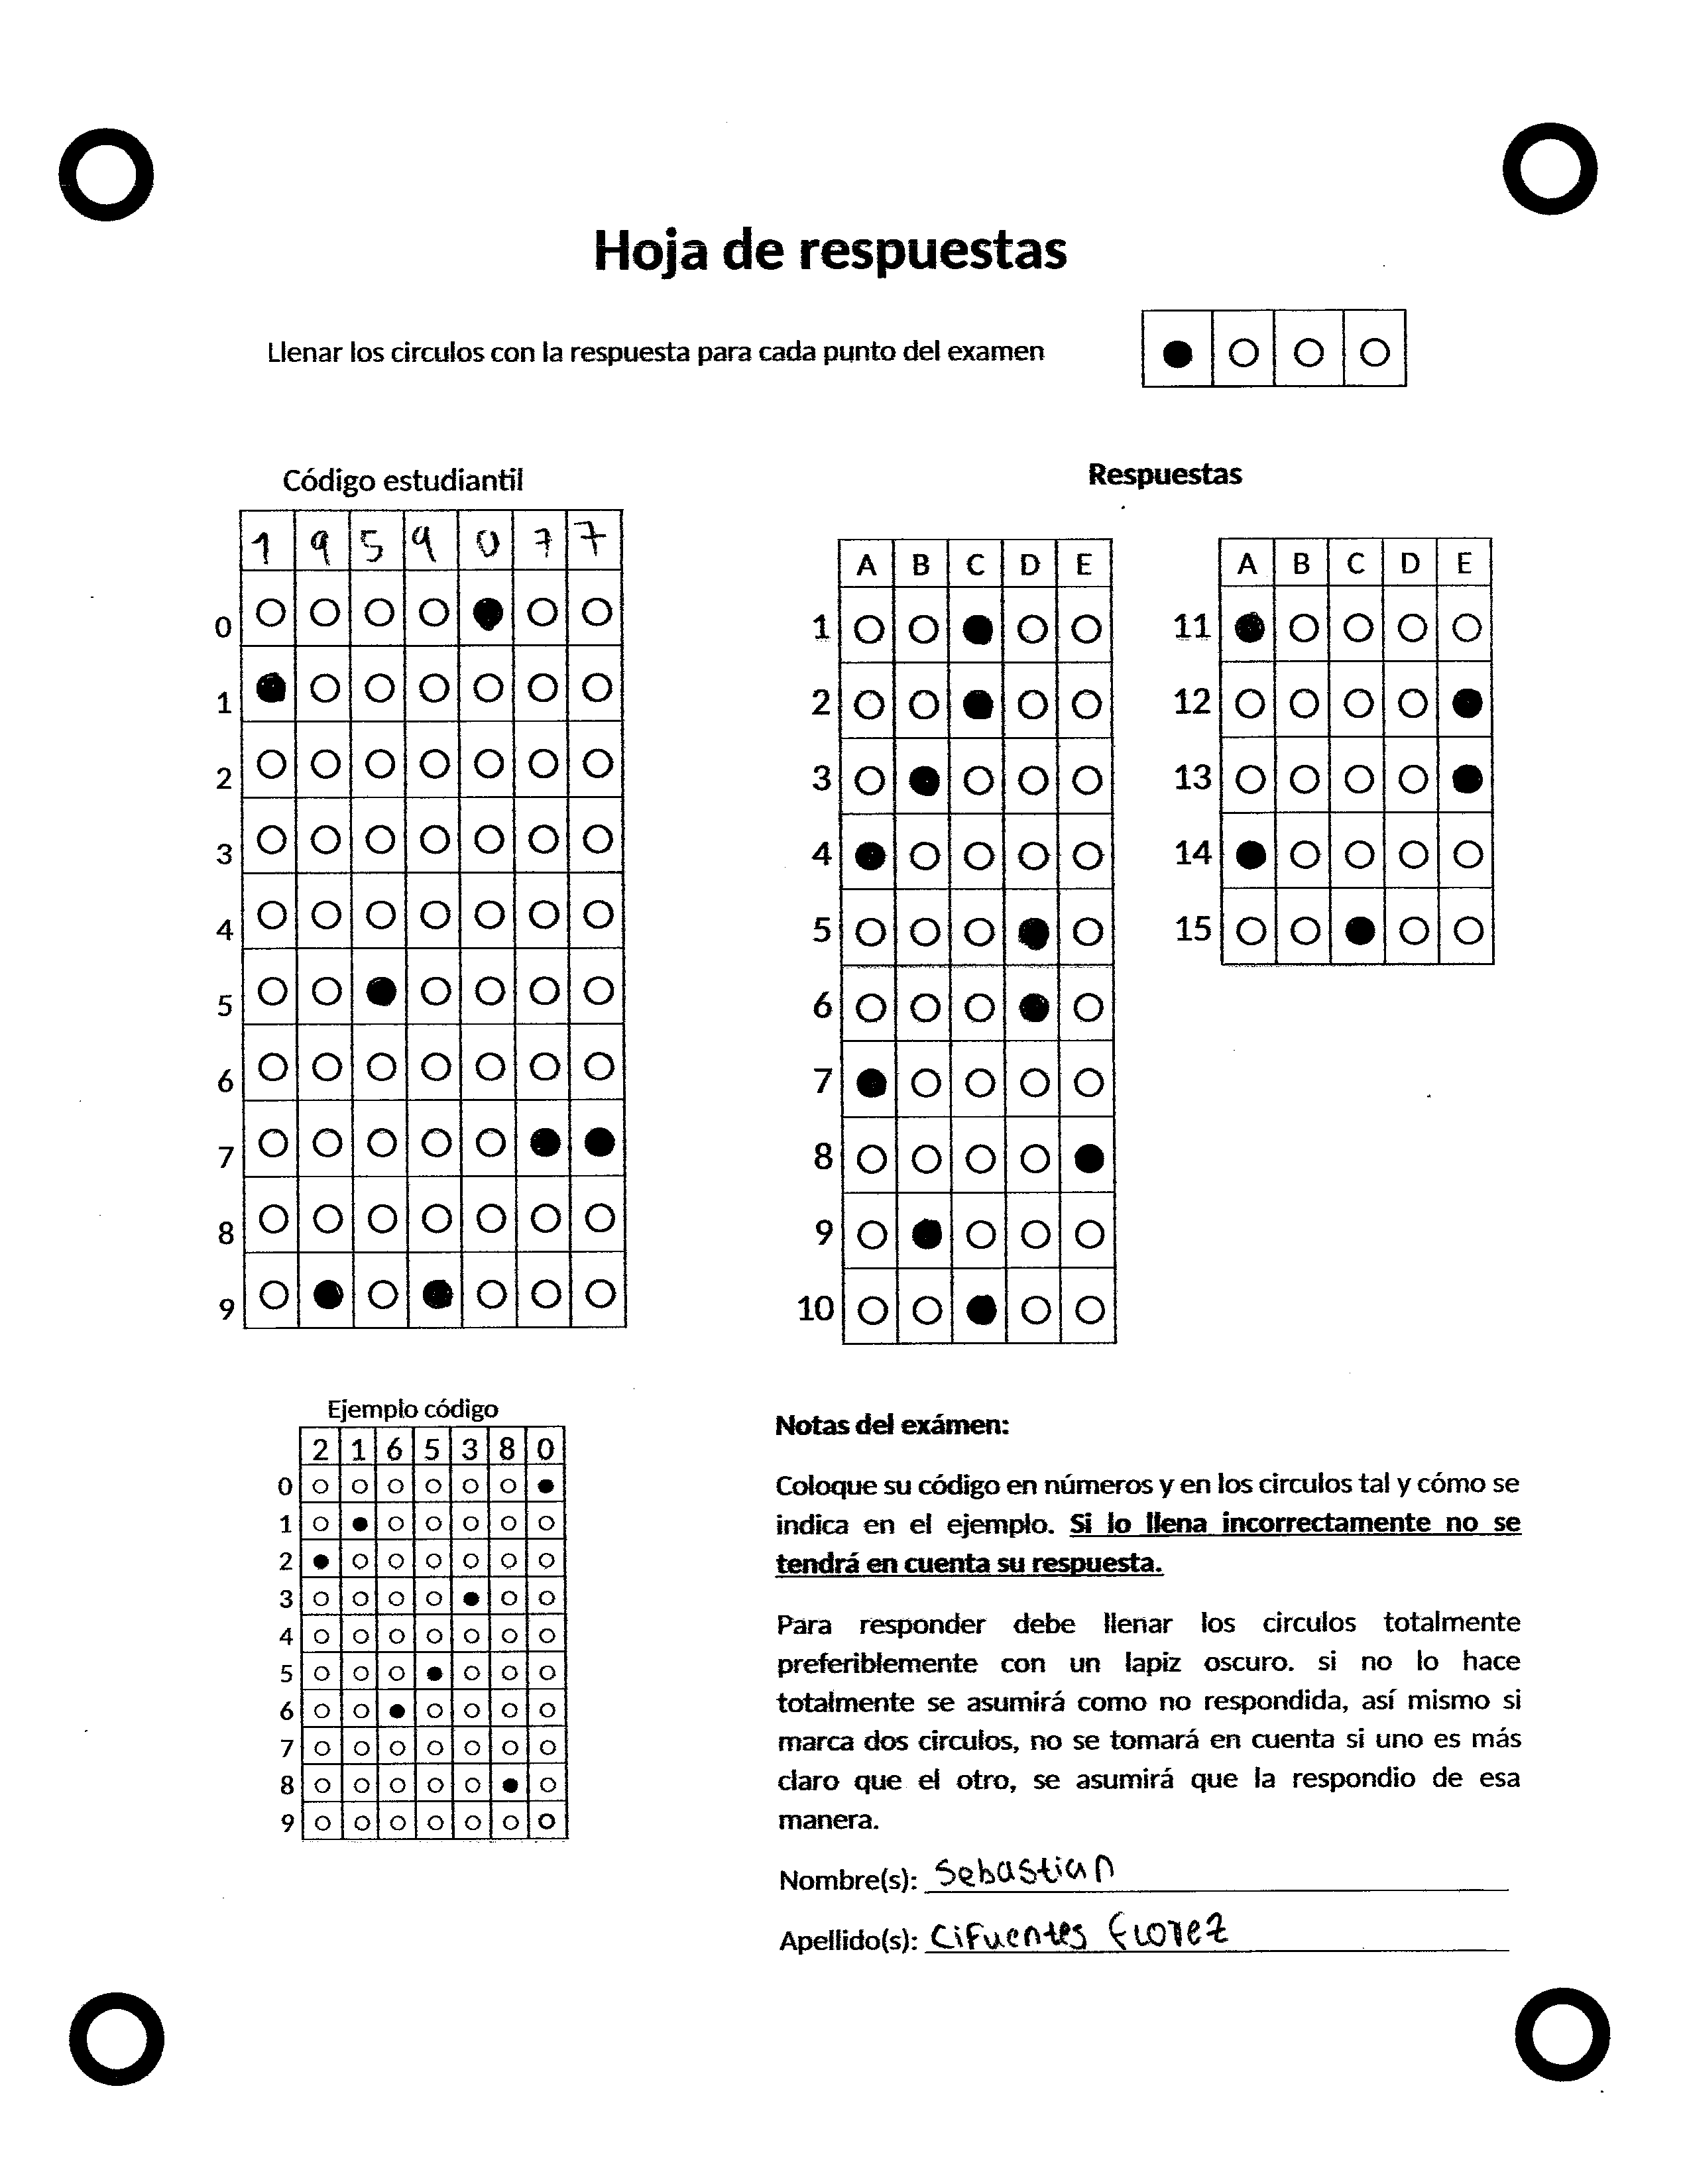 Hoja de respuestas
Llenar los circulos con la respuesta para cada punto del examen
Código estudiantil
1 9 5 9 0 7 7
0
1
2
3
4
5
6
7
8
9
Respuestas
A B C D E
1
2
3
4
5
6
7
8
9
10
A B C D E
11
12
13
14
15
Ejemplo código
2 1 6 5 3 8 0
0
1
2
3
4
5
6
7
8
9
Notas del exámen:
Coloque su código en números y en los circulos tal y cómo se
indica en el ejemplo. Si lo llena incorrectamente no se
tendrá en cuenta su respuesta.
Para responder debe llenar los circulos totalmente
preferiblemente con un lapiz oscuro. si no lo hace
totalmente se asumirá como no respondida, así mismo si
marca dos circulos, no se tomará en cuenta si uno es más
claro que el otro, se asumirá que la respondio de esa
manera.
Nombre(s): Sebastian
Apellido(s): Cifuentes Florez